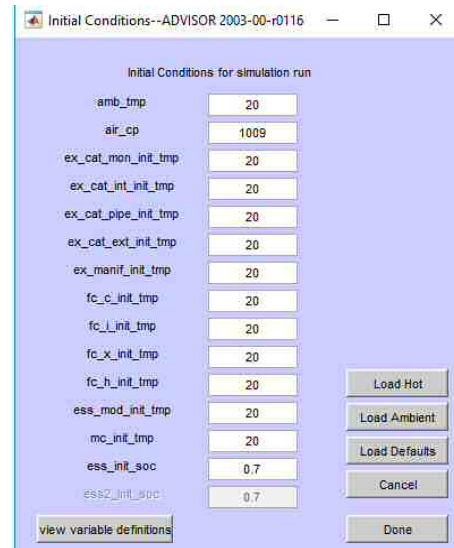 Initial Conditions--ADVISOR 2003-00-r0116
Initial Conditions for simulation run
amb_tmp 20
air_cp 1009
ex_cat_mon_init_tmp 20
ex_cat_int_init_tmp 20
ex_cat_pipe_init_tmp 20
ex_cat_ext_init_tmp 20
ex_manif_init_tmp 20
fc_c_init_tmp 20
fc_i_init_tmp 20
fc_x_init_tmp 20
fc_h_init_tmp 20
Load Hot
ess_mod_init_tmp 20
Load Ambient
mc_init_tmp 20
Load Defaults
ess_init_soc 0.7
Cancel
ess2_init_soc 0.7
view variable definitions
Done